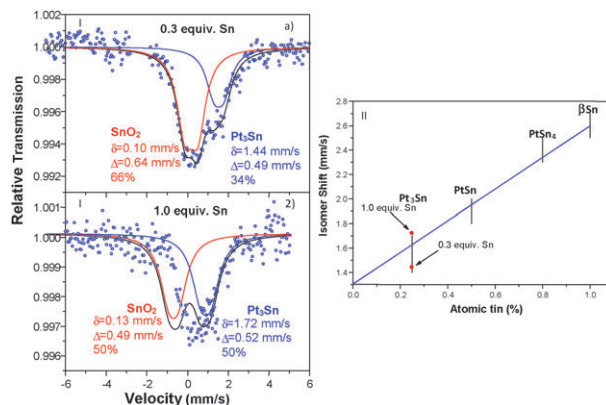 1.002
I
0.3 equiv. Sn
a)
1.000
0.998
0.996
0.994
0.992
SnO2
δ=0.10 mm/s
Δ=0.64 mm/s
66%
Pt3Sn
δ=1.44 mm/s
Δ=0.49 mm/s
34%
Relative Transmission
1.001
I
1.0 equiv. Sn
2)
1.000
0.999
0.998
0.997
0.996
SnO2
δ=0.13 mm/s
Δ=0.49 mm/s
50%
Pt3Sn
δ=1.72 mm/s
Δ=0.52 mm/s
50%
-6 -4 -2 0 2 4 6
Velocity (mm/s)
II
2.8
2.6
2.4
2.2
2.0
1.8
1.6
1.4
Isomer Shift (mm/s)
βSn
PtSn4
PtSn
Pt3Sn
1.0 equiv. Sn
0.3 equiv. Sn
0.0 0.2 0.4 0.6 0.8 1.0
Atomic tin (%)